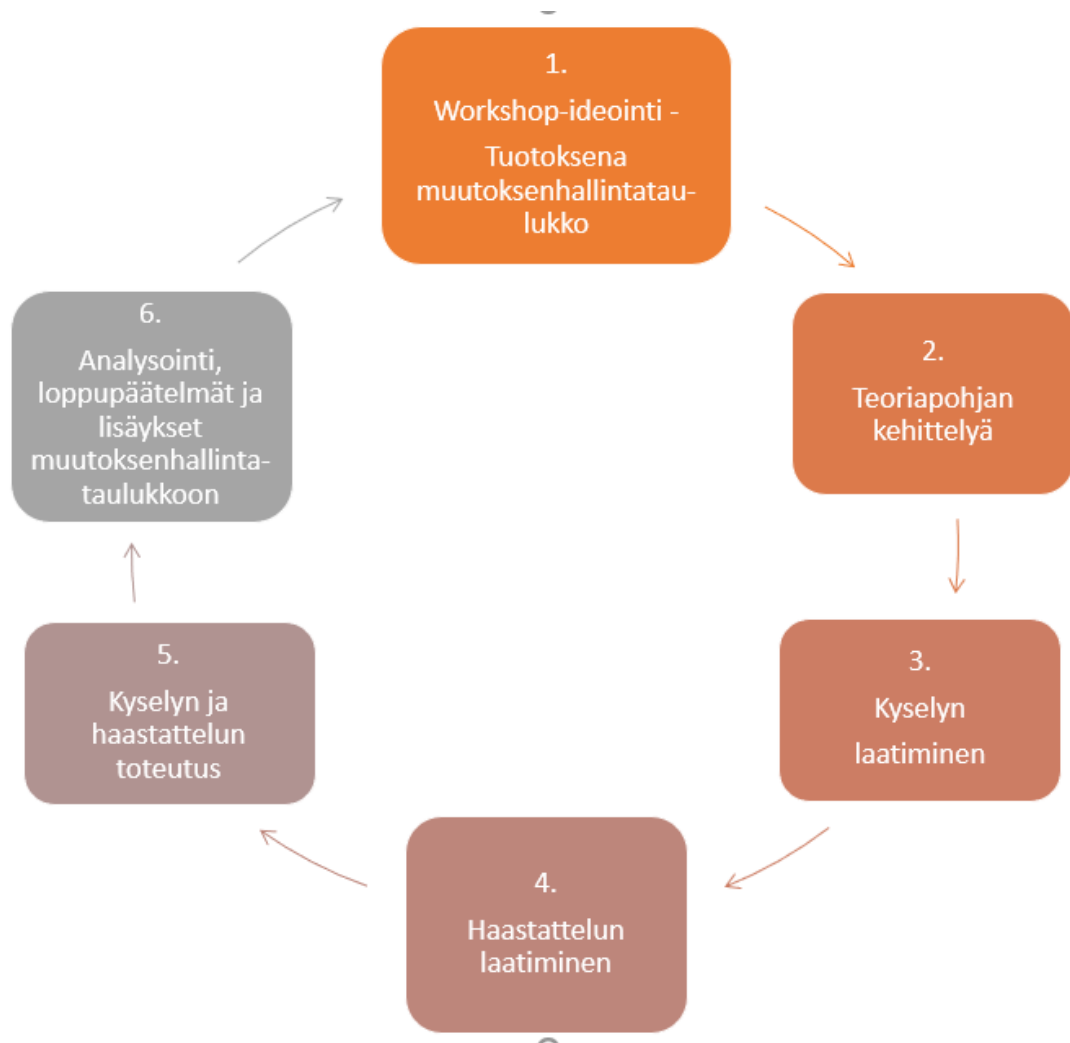 1.
Workshop-ideointi -
Tuotoksena
muutoksenhallintatau-
lukko
2.
Teoriapohjan
kehittelyä
3.
Kyselyn
laatiminen
4.
Haastattelun
laatiminen
5.
Kyselyn ja
haastattelun
toteutus
6.
Analysointi,
loppupäätelmät ja
lisäykset
muutoksenhallinta-
taulukkoon